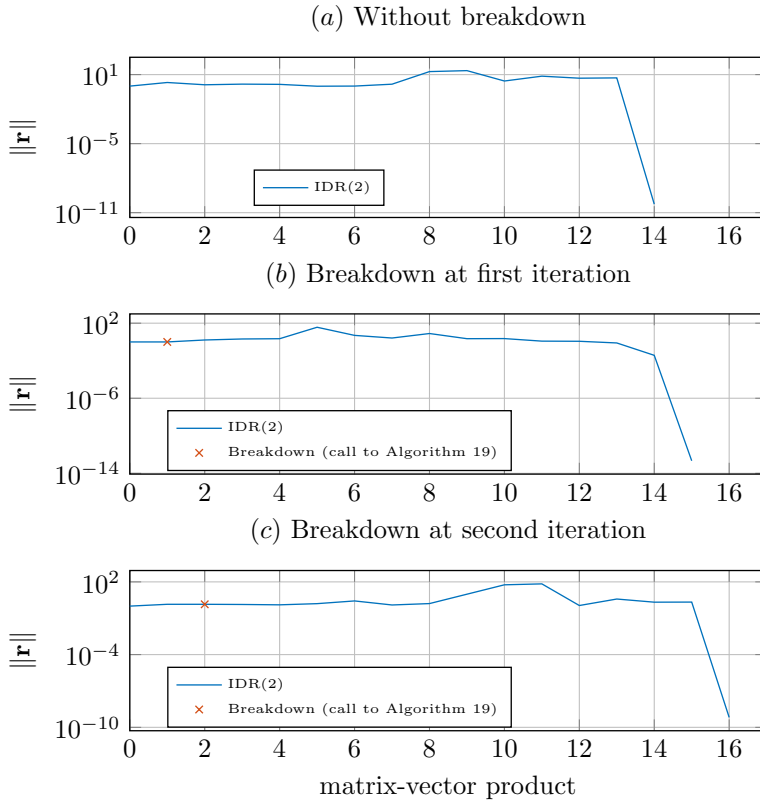 (a) Without breakdown
10^1
10^-5
10^-11
‖r‖
IDR(2)
0 2 4 6 8 10 12 14 16
(b) Breakdown at first iteration
10^2
10^-6
10^-14
‖r‖
IDR(2)
Breakdown (call to Algorithm 19)
0 2 4 6 8 10 12 14 16
(c) Breakdown at second iteration
10^2
10^-4
10^-10
‖r‖
IDR(2)
Breakdown (call to Algorithm 19)
0 2 4 6 8 10 12 14 16
matrix-vector product